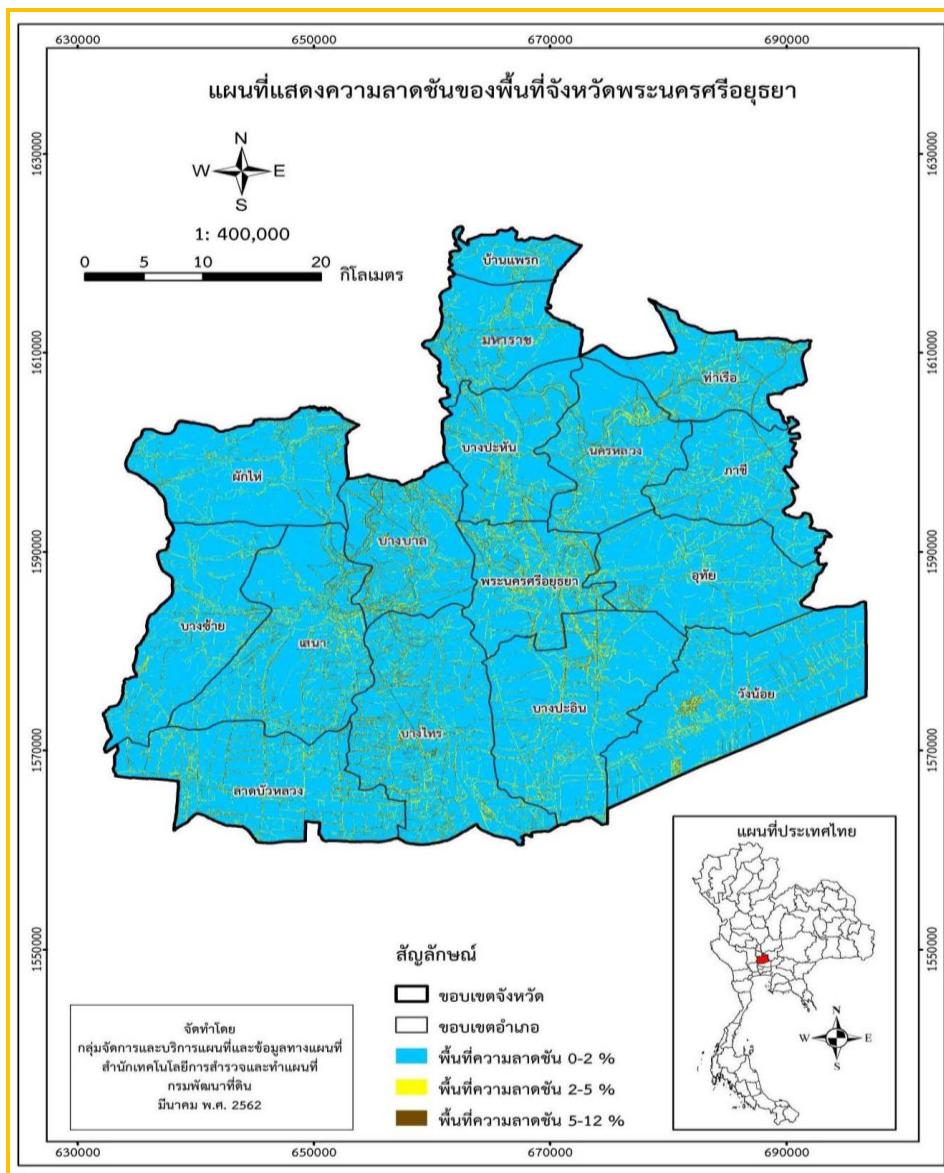 630000 650000 670000 690000
แผนที่แสดงความลาดชันของพื้นที่จังหวัดพระนครศรีอยุธยา
1630000 1630000
N
W E
S
1: 400,000
0 5 10 20 กิโลเมตร
บ้านแพรก
มหาราช
1610000 1610000
ท่าเรือ
บางปะหัน
นครหลวง
ภาชี
ผักไห่
บางบาล
1590000 1590000
พระนครศรีอยุธยา
อุทัย
บางซ้าย
เสนา
วังน้อย
บางปะอิน
บางไทร
1570000 1570000
ลาดบัวหลวง
แผนที่ประเทศไทย
N
W E
S
1550000 1550000
สัญลักษณ์
ขอบเขตจังหวัด
ขอบเขตอำเภอ
พื้นที่ความลาดชัน 0-2 %
พื้นที่ความลาดชัน 2-5 %
พื้นที่ความลาดชัน 5-12 %
จัดทำโดย
กลุ่มจัดการและบริการแผนที่และข้อมูลทางแผนที่
สำนักเทคโนโลยีการสำรวจและทำแผนที่
กรมพัฒนาที่ดิน
มีนาคม พ.ศ. 2562
630000 650000 670000 690000